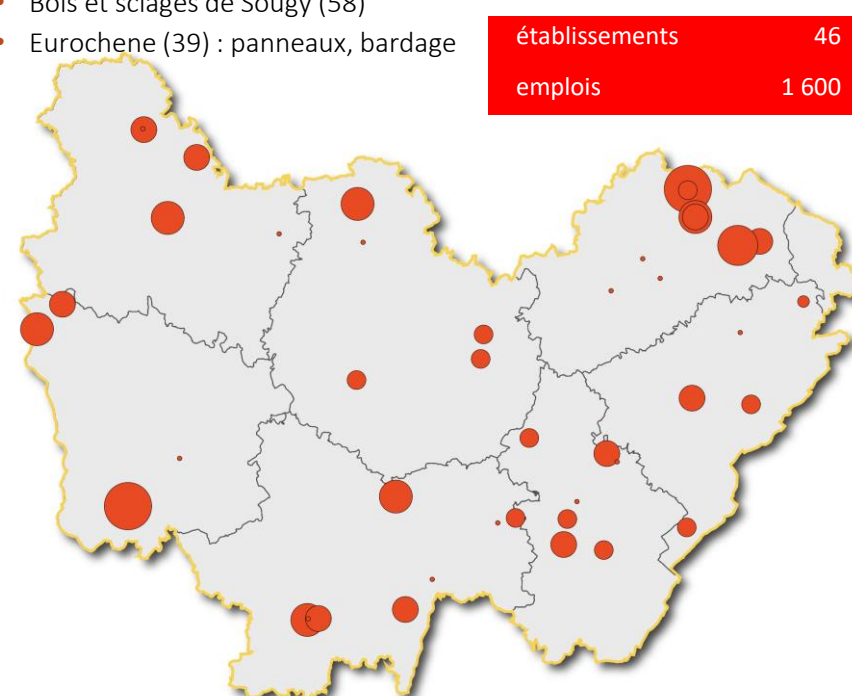 • Bois et sciages de Sougy (58)
• Eurochene (39) : panneaux, bardage
établissements 46
emplois 1 600